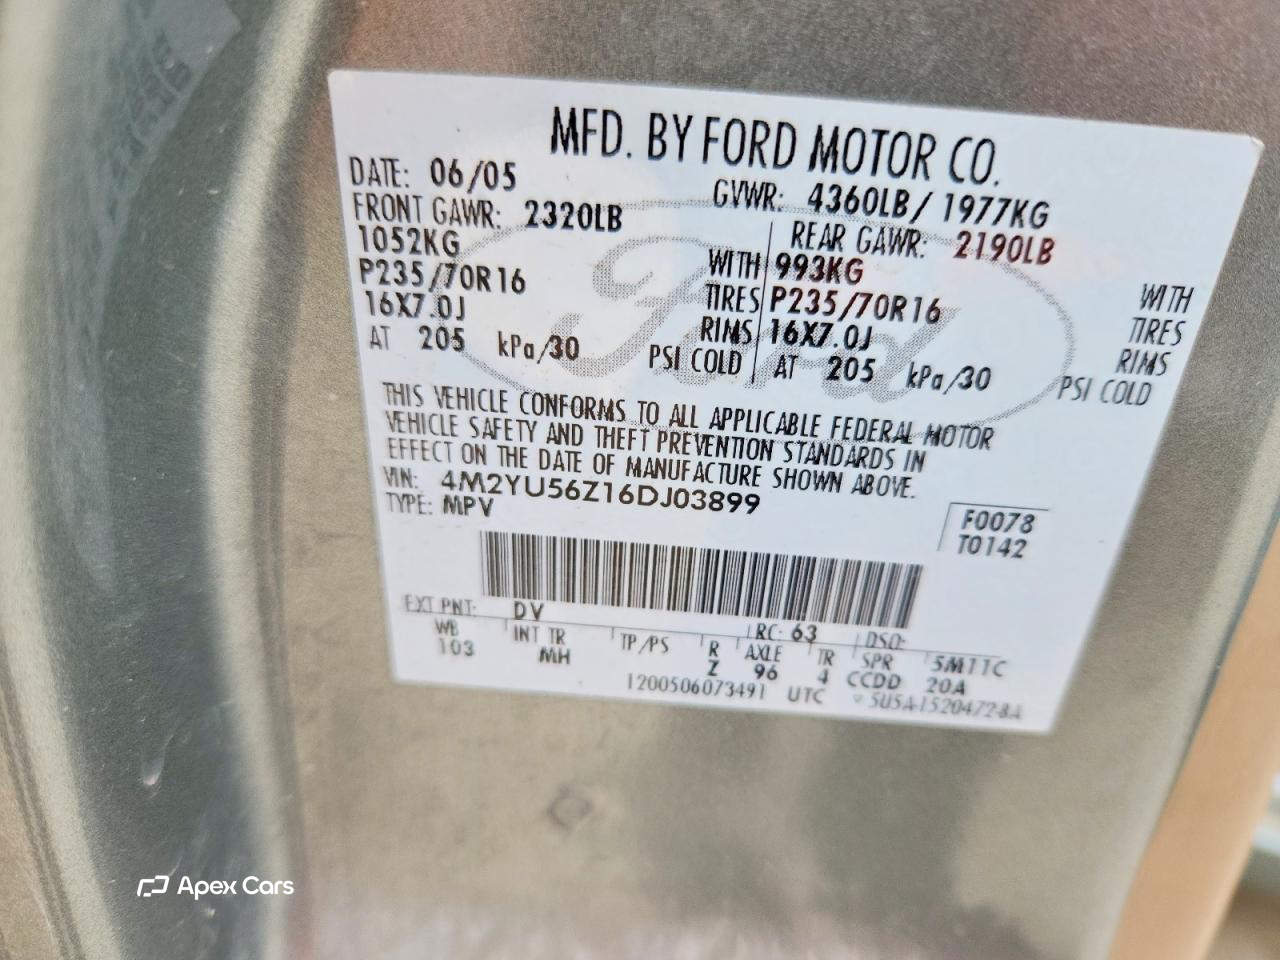 MFD. BY FORD MOTOR CO.
DATE: 06/05
GVWR: 4360LB / 1977KG
FRONT GAWR: 2320LB
REAR GAWR: 2190LB
1052KG WITH
993KG WITH
P235/70R16 TIRES
P235/70R16 TIRES
16X7.0J RIMS
16X7.0J RIMS
AT 205 kPa/30 PSI COLD
AT 205 kPa/30 PSI COLD
Ford
THIS VEHICLE CONFORMS TO ALL APPLICABLE FEDERAL MOTOR
VEHICLE SAFETY AND THEFT PREVENTION STANDARDS IN
EFFECT ON THE DATE OF MANUFACTURE SHOWN ABOVE.
VIN: 4M2YU56Z16DJ03899
TYPE: MPV
F0078
T0142
EXT PNT: DV RC: 63 DSO:
WB INT TR TP/PS R AXLE TR SPR 5M11C
103 MH Z 96 4 CCDD 20A
1200506073491 UTC 5U5A-1520472-BA
Apex Cars